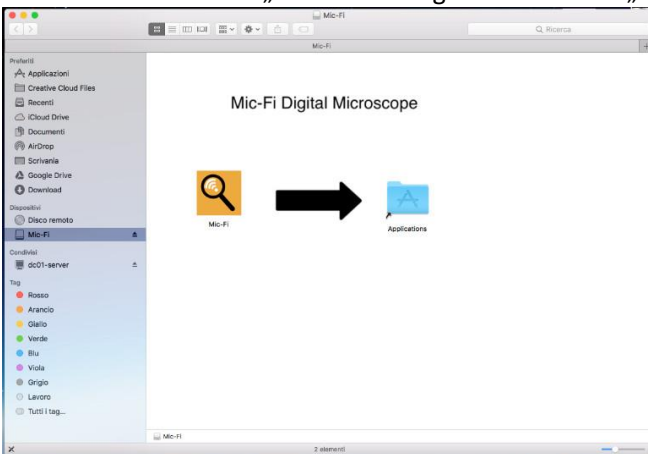 Mic-Fi
Ricerca
Mic-Fi
Preferiti
Applicazioni
Creative Cloud Files
Recenti
iCloud Drive
Documenti
AirDrop
Scrivania
Google Drive
Download
Dispositivi
Disco remoto
Mic-Fi
Condivisi
dc01-server
Tag
Rosso
Arancio
Giallo
Verde
Blu
Viola
Grigio
Lavoro
Tutti i tag...
Mic-Fi Digital Microscope
Mic-Fi
Applications
Mic-Fi
2 elementi